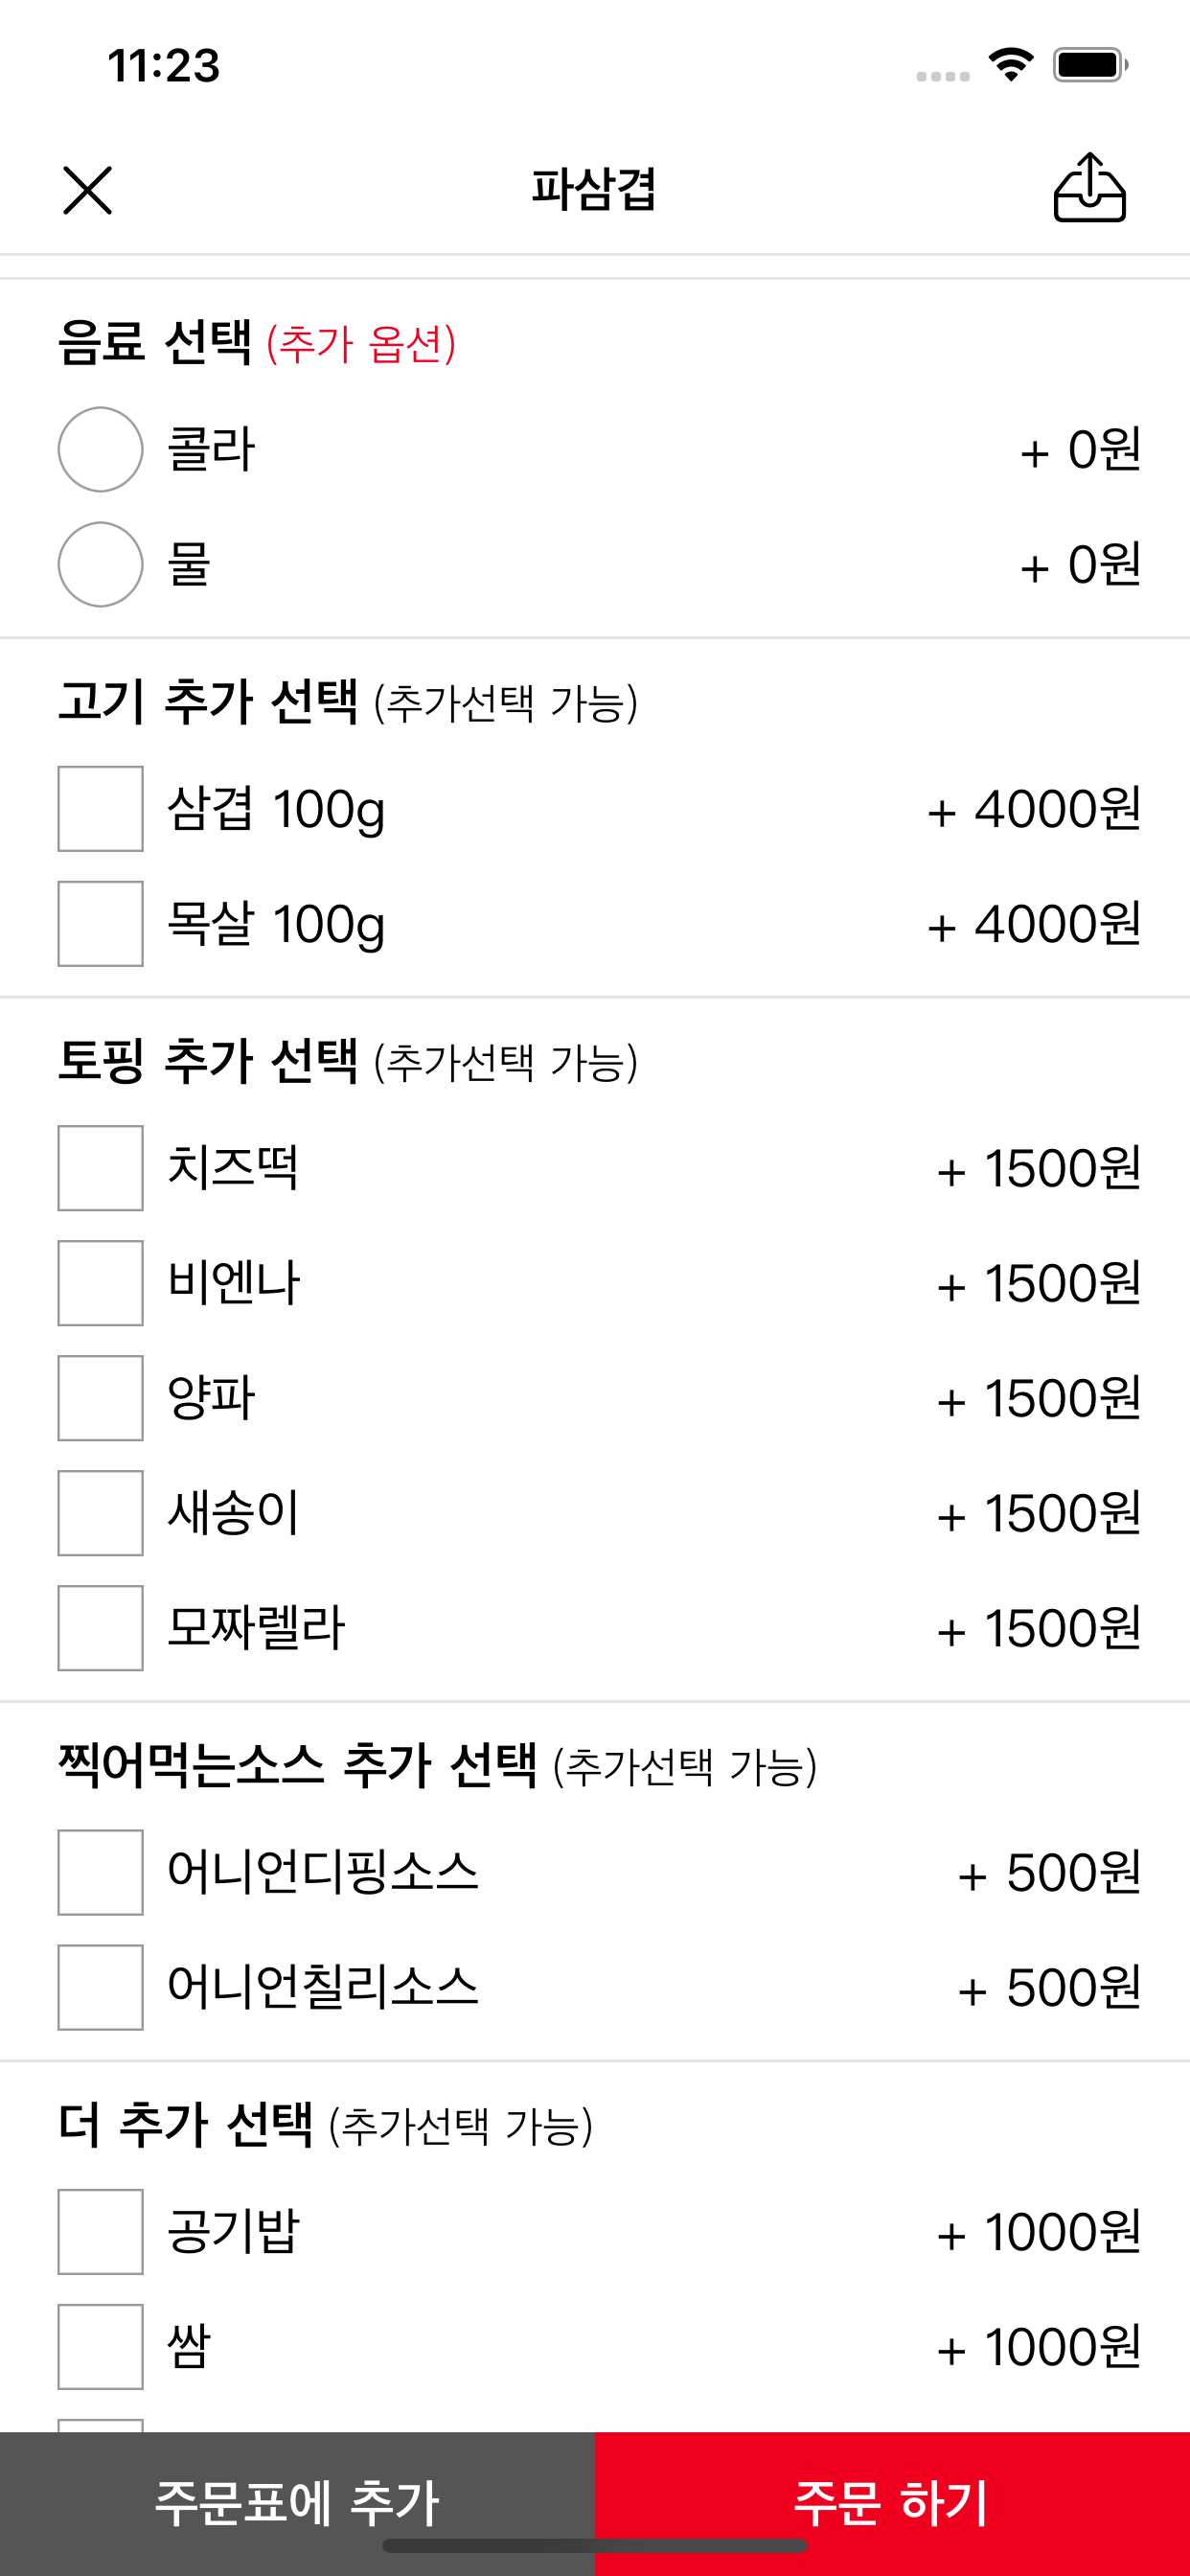 11:23
파삼겹
음료 선택 (추가 옵션)
콜라 + 0원
물 + 0원
고기 추가 선택 (추가선택 가능)
삼겹 100g + 4000원
목살 100g + 4000원
토핑 추가 선택 (추가선택 가능)
치즈떡 + 1500원
비엔나 + 1500원
양파 + 1500원
새송이 + 1500원
모짜렐라 + 1500원
찍어먹는소스 추가 선택 (추가선택 가능)
어니언디핑소스 + 500원
어니언칠리소스 + 500원
더 추가 선택 (추가선택 가능)
공기밥 + 1000원
쌈 + 1000원
주문표에 추가 주문 하기